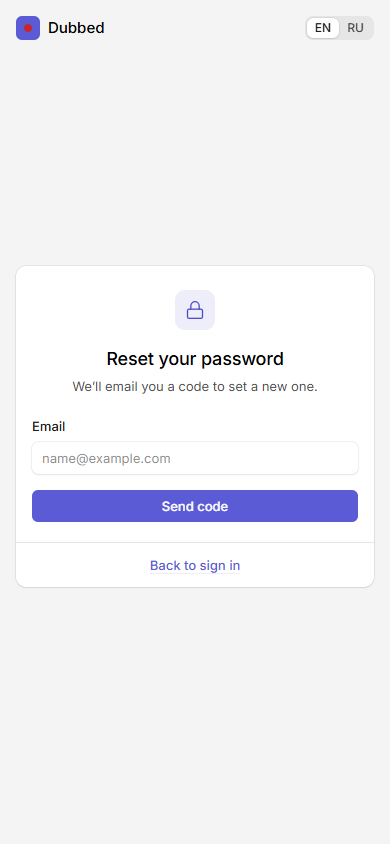 Dubbed
EN RU
Reset your password
We'll email you a code to set a new one.
Email
name@example.com
Send code
Back to sign in